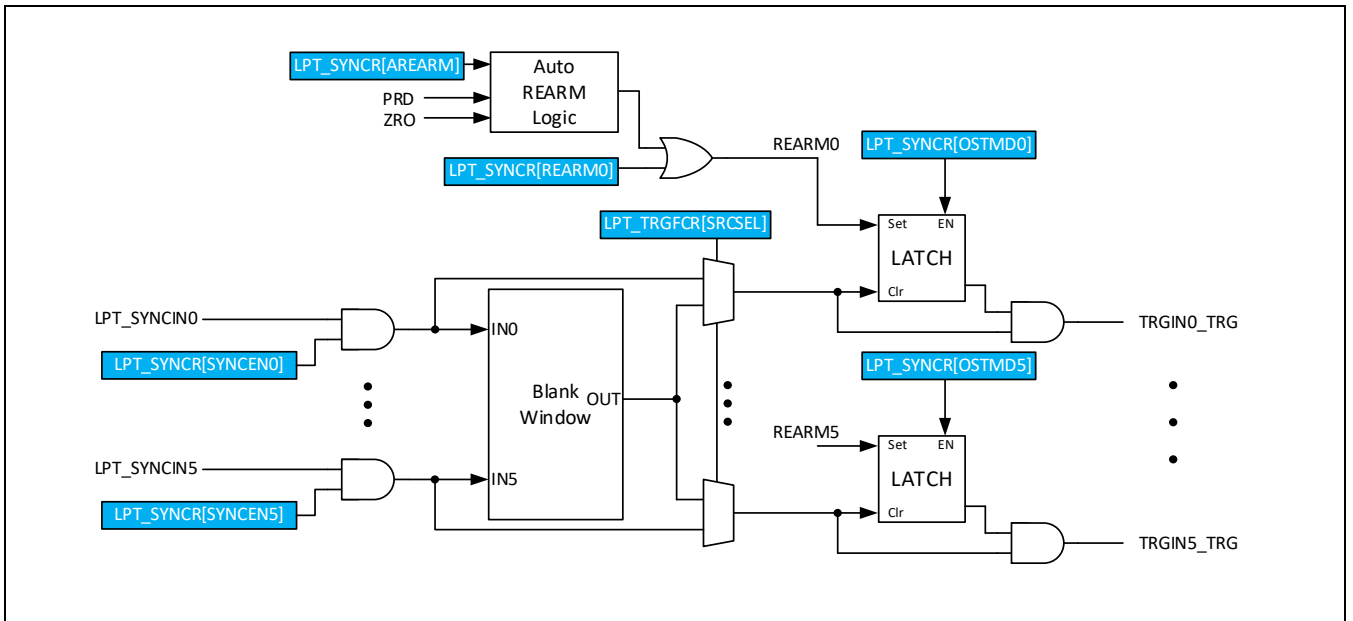 LPT_SYNCR[AREARM]
Auto
REARM
Logic
PRD
ZRO
LPT_SYNCR[REARM0]
REARM0
LPT_SYNCR[OSTMD0]
LPT_TRGFCR[SRCSEL]
Set
EN
LATCH
Clr
LPT_SYNCIN0
LPT_SYNCR[SYNCEN0]
IN0
TRGIN0_TRG
LPT_SYNCR[OSTMD5]
Blank
Window
OUT
REARM5
Set
EN
LATCH
Clr
LPT_SYNCIN5
LPT_SYNCR[SYNCEN5]
IN5
TRGIN5_TRG